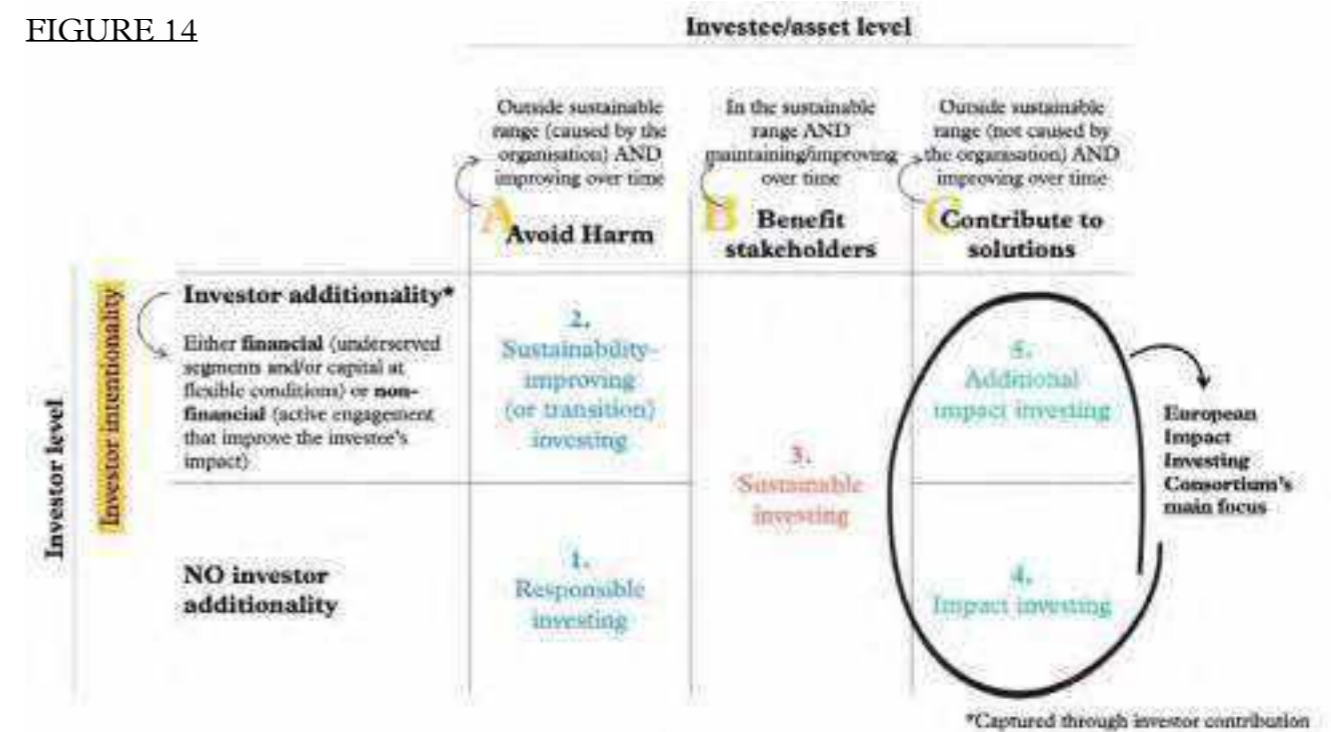 FIGURE 14
Investee/asset level
Outside sustainable
range (caused by the
organisation) AND
improving over time
A
Avoid Harm
In the sustainable
range AND
maintaining/improving
over time
B
Benefit
stakeholders
Outside sustainable
range (not caused by
the organisation) AND
improving over time
C
Contribute to
solutions
Investor level
Investor intentionality
Investor additionality*
Either financial (underserved
segments and/or capital at
flexible conditions) or non-
financial (active engagement
that improve the investee's
impact)
2.
Sustainability-
improving
(or transition)
investing
5.
Additional
impact investing
European
Impact
Investing
Consortium's
main focus
3.
Sustainable
investing
NO investor
additionality
1.
Responsible
investing
4.
Impact investing
*Captured through investor contribution